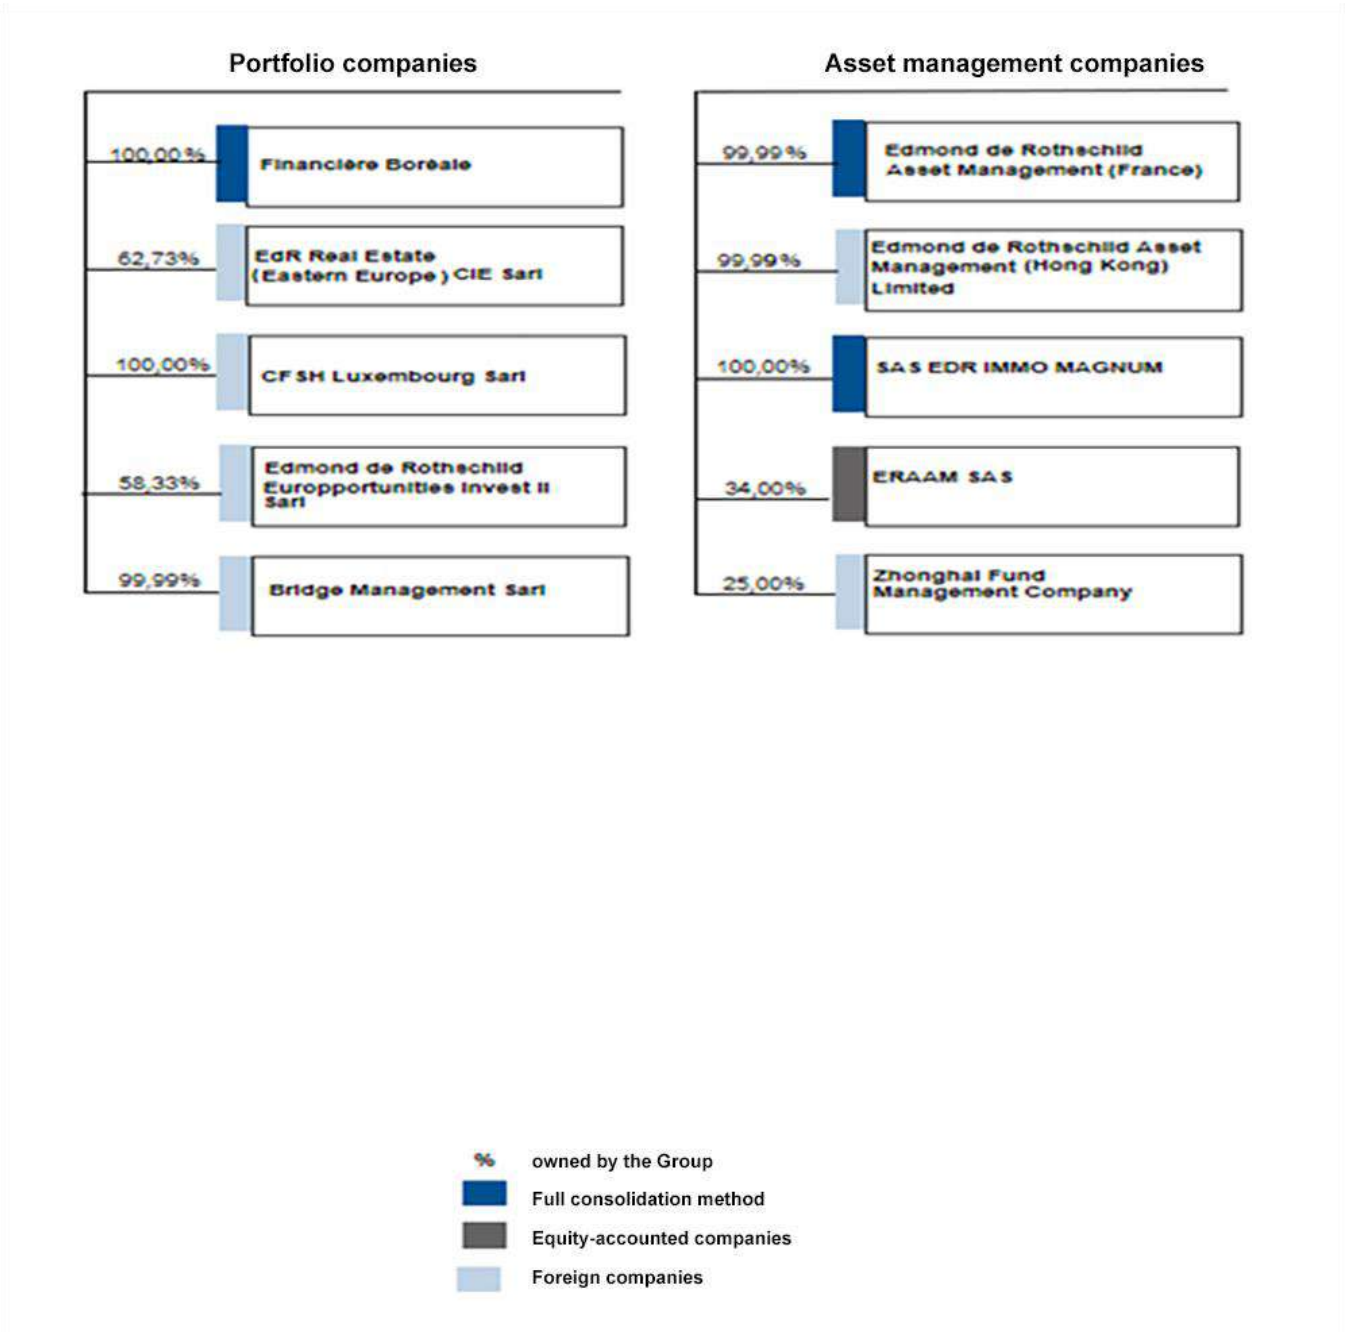 Portfolio companies
100,00%
Financière Boréale
62,73%
EdR Real Estate
(Eastern Europe) CIE Sarl
100,00%
CFSH Luxembourg Sarl
58,33%
Edmond de Rothschild
Europportunities Invest II
Sarl
99,99%
Bridge Management Sarl
Asset management companies
99,99%
Edmond de Rothschild
Asset Management (France)
99,99%
Edmond de Rothschild Asset
Management (Hong Kong)
Limited
100,00%
SAS EDR IMMO MAGNUM
34,00%
ERAAM SAS
25,00%
Zhonghai Fund
Management Company
% owned by the Group
Full consolidation method
Equity-accounted companies
Foreign companies